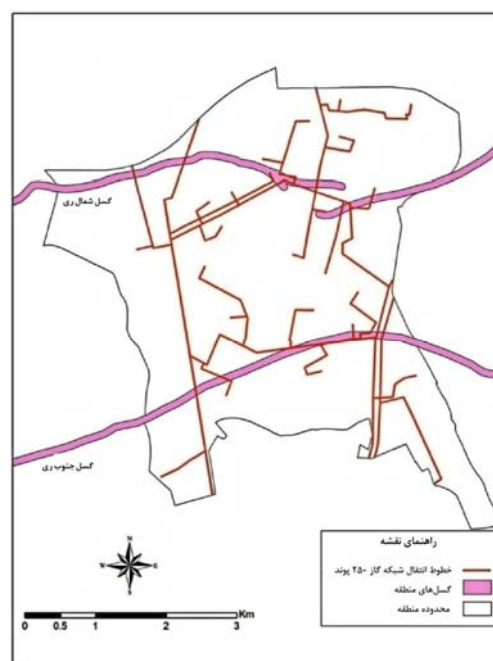 گسل شمال ری
گسل جنوب ری
N
W
E
S
0
0.5
1
2
3
Km
راهنمای نقشه
خطوط انتقال شبکه گاز ۲۵۰ پوند
گسل‌های منطقه
محدوده منطقه